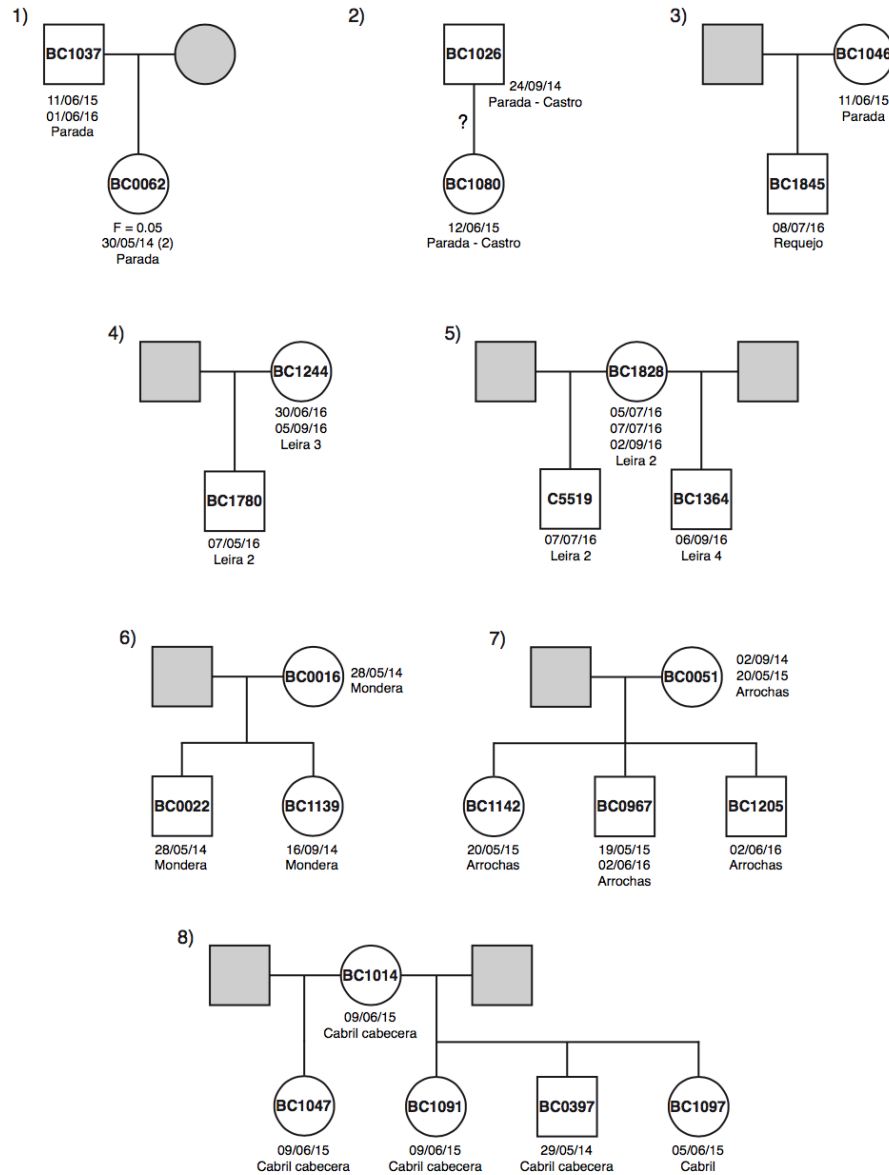 1)
BC1037
11/06/15
01/06/16
Parada
BC0062
F = 0.05
30/05/14 (2)
Parada
2)
BC1026
24/09/14
Parada - Castro
?
BC1080
12/06/15
Parada - Castro
3)
BC1046
11/06/15
Parada
BC1845
08/07/16
Requejo
4)
BC1244
30/06/16
05/09/16
Leira 3
BC1780
07/05/16
Leira 2
5)
BC1828
05/07/16
07/07/16
02/09/16
Leira 2
C5519
07/07/16
Leira 2
BC1364
06/09/16
Leira 4
6)
BC0016
28/05/14
Mondera
BC0022
28/05/14
Mondera
BC1139
16/09/14
Mondera
7)
BC0051
02/09/14
20/05/15
Arrochas
BC1142
20/05/15
Arrochas
BC0967
19/05/15
02/06/16
Arrochas
BC1205
02/06/16
Arrochas
8)
BC1014
09/06/15
Cabril cabecera
BC1047
09/06/15
Cabril cabecera
BC1091
09/06/15
Cabril cabecera
BC0397
29/05/14
Cabril cabecera
BC1097
05/06/15
Cabril